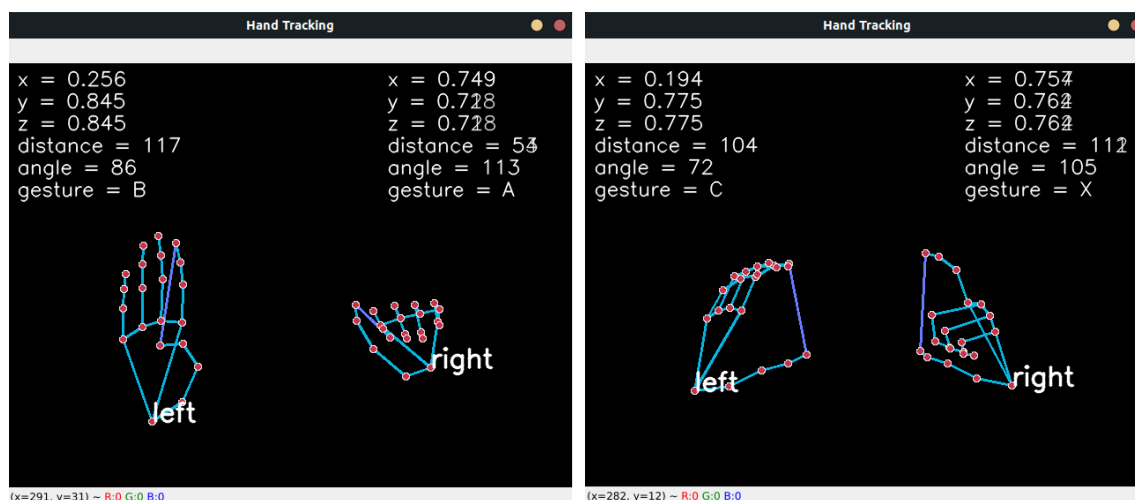 Hand Tracking
x = 0.256
y = 0.845
z = 0.845
distance = 117
angle = 86
gesture = B
x = 0.749
angle = 113
gesture = A
left
right
(x=291, y=31) ~ R:0 G:0 B:0
Hand Tracking
x = 0.194
y = 0.775
z = 0.775
distance = 104
angle = 72
gesture = C
angle = 105
gesture = X
left
right
(x=282, y=12) ~ R:0 G:0 B:0